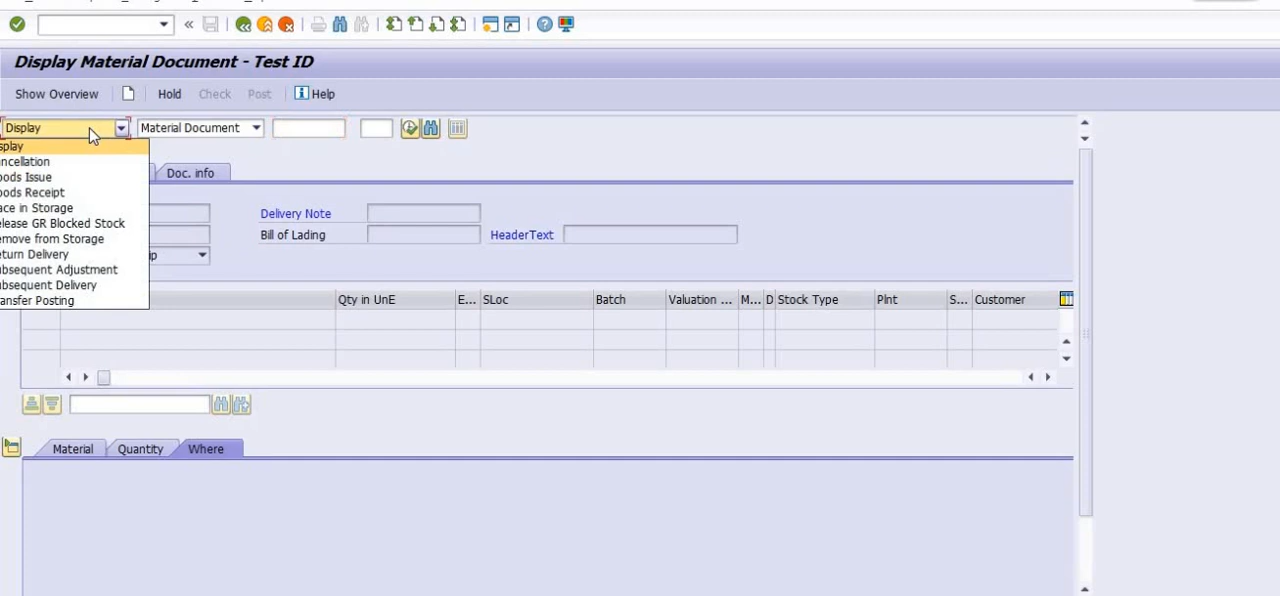 Display Material Document - Test ID
Show Overview Hold Check Post Help
Display Material Document
splay
ncellation
oods Issue
oods Receipt
ace in Storage
elease GR Blocked Stock
emove from Storage
eturn Delivery
ubsequent Adjustment
ubsequent Delivery
ansfer Posting
Doc. info
Delivery Note
Bill of Lading HeaderText
ip
Qty in UnE E... SLoc Batch Valuation ... M... D Stock Type Plnt S... Customer
Material Quantity Where